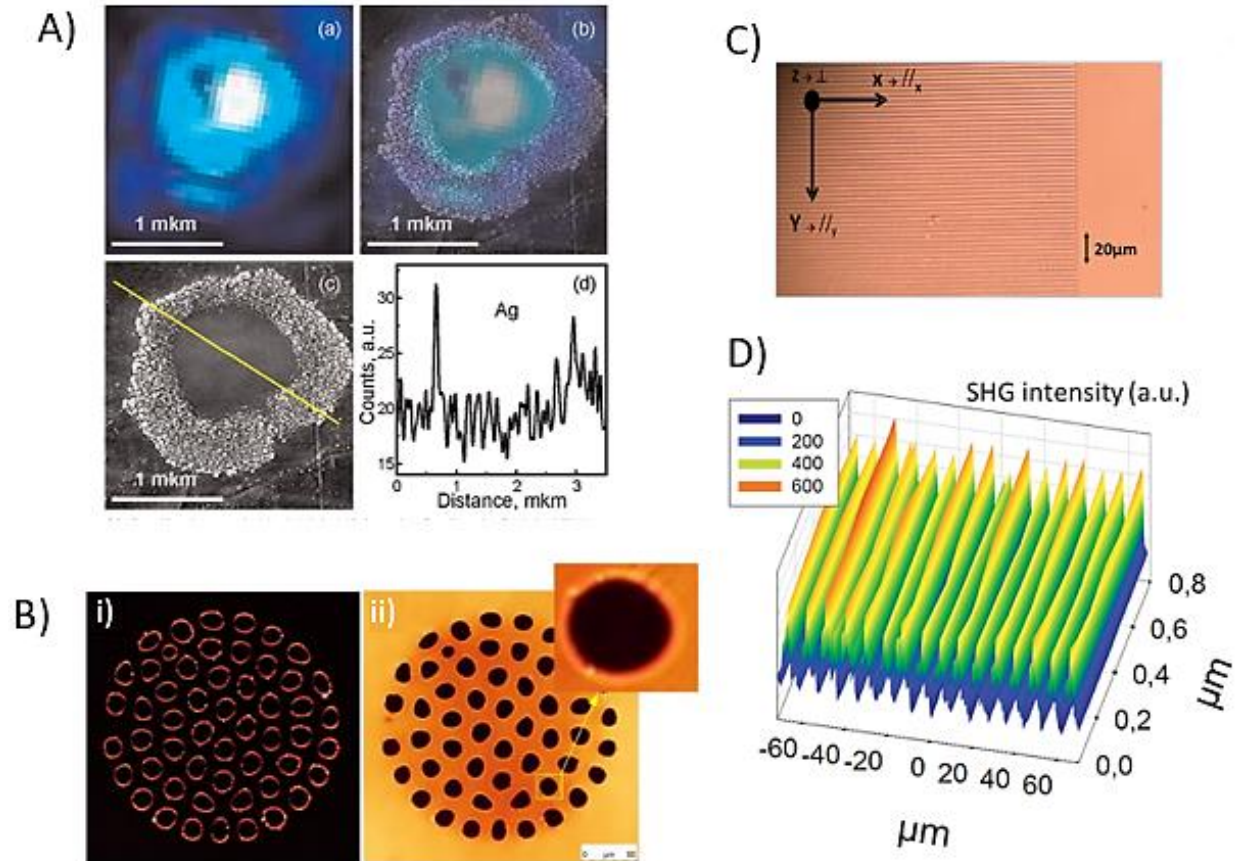 A)
(a)
1 mkm
(b)
1 mkm
(c)
1 mkm
(d)
Ag
Counts, a.u.
30
25
20
15
0
1
2
3
Distance, mkm
B)
i)
ii)
0 µm
C)
z→⊥
x→//x
Y→//Y
20µm
D)
SHG intensity (a.u.)
0
200
400
600
0,8
0,6
0,4
0,2
0,0
µm
-60
-40
-20
0
20
40
60
µm